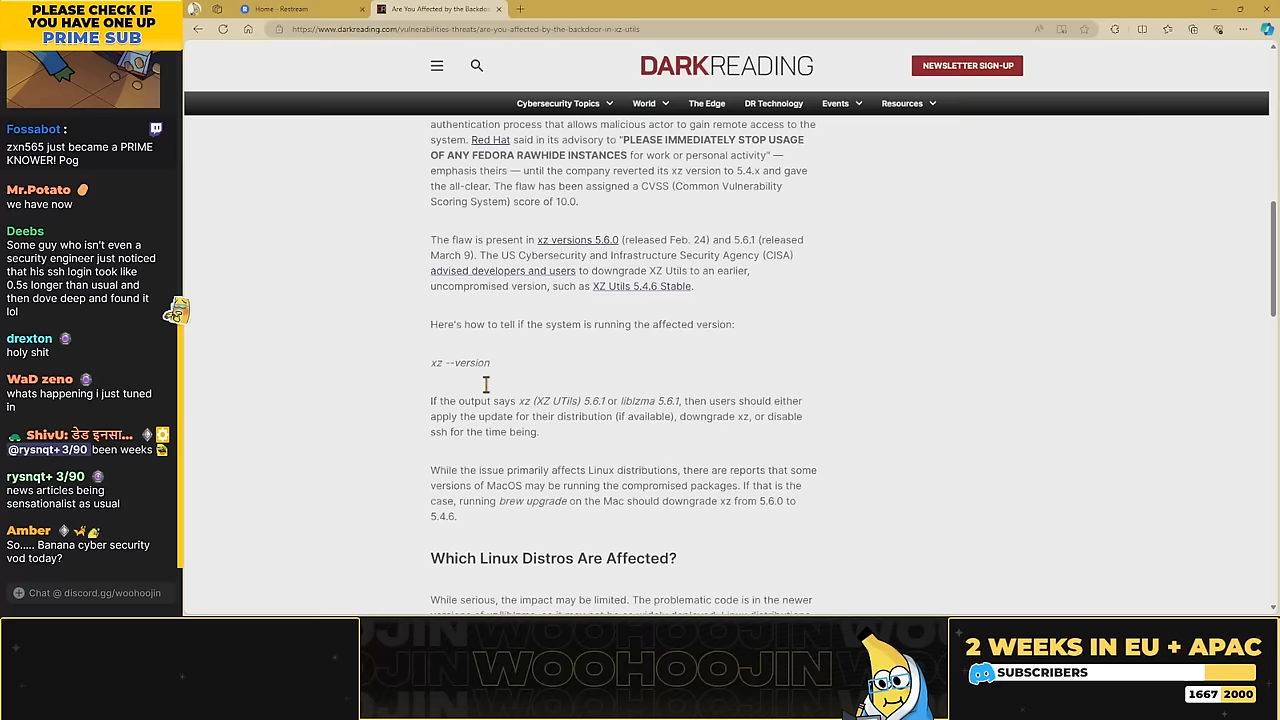 PLEASE CHECK IF
YOU HAVE ONE UP
PRIME SUB
Fossabot :
zxn565 just became a PRIME
KNOWER! Pog
Mr.Potato
we have now
Deebs
Some guy who isn't even a
security engineer just noticed
that his ssh login took like
0.5s longer than usual and
then dove deep and found it
lol
drexton
holy shit
WaD zeno
whats happening i just tuned
in
ShivU: डेड इनसा...
@rysnqt+ 3/90 been weeks
rysnqt+ 3/90
news articles being
sensationalist as usual
Amber
So..... Banana cyber security
vod today?
Chat @ discord.gg/woohoojin
Home - Restream
Are You Affected by the Backdoo
https://www.darkreading.com/vulnerabilities-threats/are-you-affected-by-the-backdoor-in-xz-utils
DARKREADING
NEWSLETTER SIGN-UP
Cybersecurity Topics
World
The Edge
DR Technology
Events
Resources
authentication process that allows malicious actor to gain remote access to the
system. Red Hat said in its advisory to "PLEASE IMMEDIATELY STOP USAGE
OF ANY FEDORA RAWHIDE INSTANCES for work or personal activity" —
emphasis theirs — until the company reverted its xz version to 5.4.x and gave
the all-clear. The flaw has been assigned a CVSS (Common Vulnerability
Scoring System) score of 10.0.
The flaw is present in xz versions 5.6.0 (released Feb. 24) and 5.6.1 (released
March 9). The US Cybersecurity and Infrastructure Security Agency (CISA)
advised developers and users to downgrade XZ Utils to an earlier,
uncompromised version, such as XZ Utils 5.4.6 Stable.
Here's how to tell if the system is running the affected version:
xz --version
If the output says xz (XZ UTils) 5.6.1 or liblzma 5.6.1, then users should either
apply the update for their distribution (if available), downgrade xz, or disable
ssh for the time being.
While the issue primarily affects Linux distributions, there are reports that some
versions of MacOS may be running the compromised packages. If that is the
case, running brew upgrade on the Mac should downgrade xz from 5.6.0 to
5.4.6.
Which Linux Distros Are Affected?
While serious, the impact may be limited. The problematic code is in the newer
WOOHOOJIN
2 WEEKS IN EU + APAC
SUBSCRIBERS
1667 2000